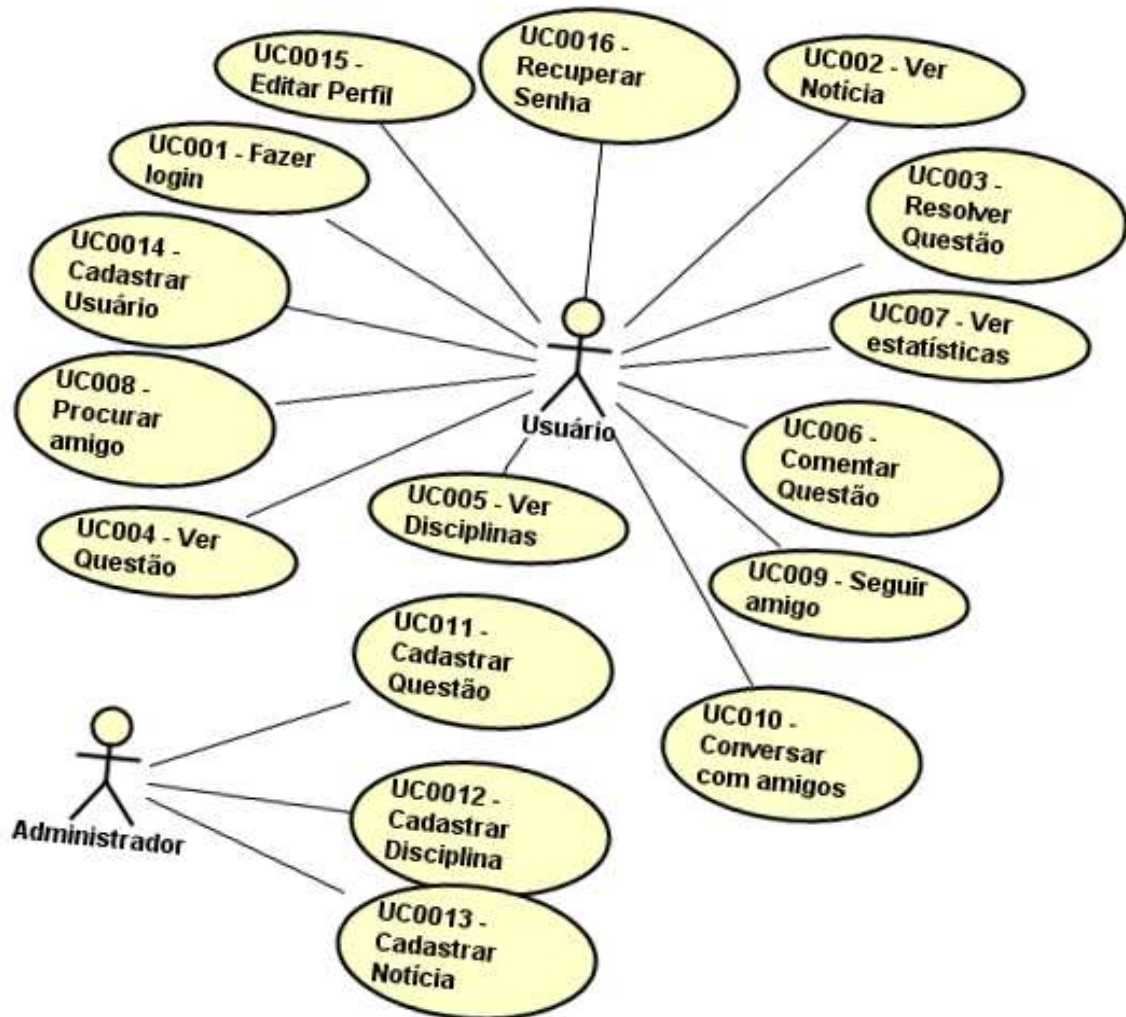 UC0015 -
Editar Perfil
UC0016 -
Recuperar
Senha
UC002 - Ver
Notícia
UC001 - Fazer
login
UC003 -
Resolver
Questão
UC0014 -
Cadastrar
Usuário
UC007 - Ver
estatísticas
UC008 -
Procurar
amigo
Usuário
UC006 -
Comentar
Questão
UC005 - Ver
Disciplinas
UC004 - Ver
Questão
UC009 - Seguir
amigo
UC011 -
Cadastrar
Questão
UC010 -
Conversar
com amigos
Administrador
UC0012 -
Cadastrar
Disciplina
UC0013 -
Cadastrar
Notícia